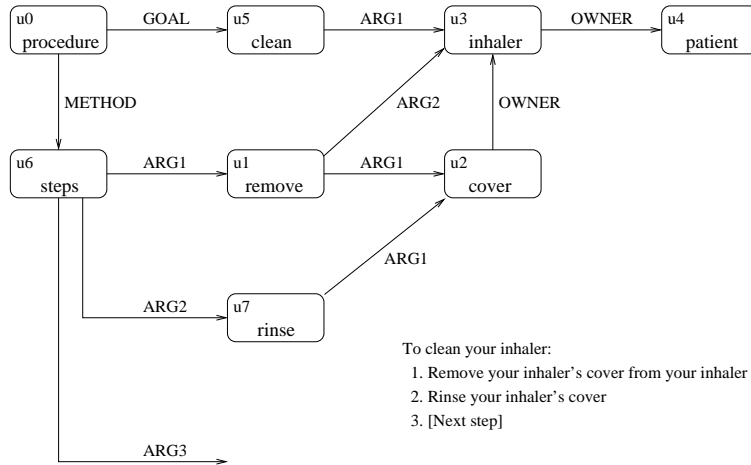 u0
procedure
GOAL
u5
clean
ARG1
u3
inhaler
OWNER
u4
patient
METHOD
ARG2
OWNER
u6
steps
ARG1
u1
remove
ARG1
u2
cover
ARG1
ARG2
u7
rinse
To clean your inhaler:
1. Remove your inhaler's cover from your inhaler
2. Rinse your inhaler's cover
3. [Next step]
ARG3